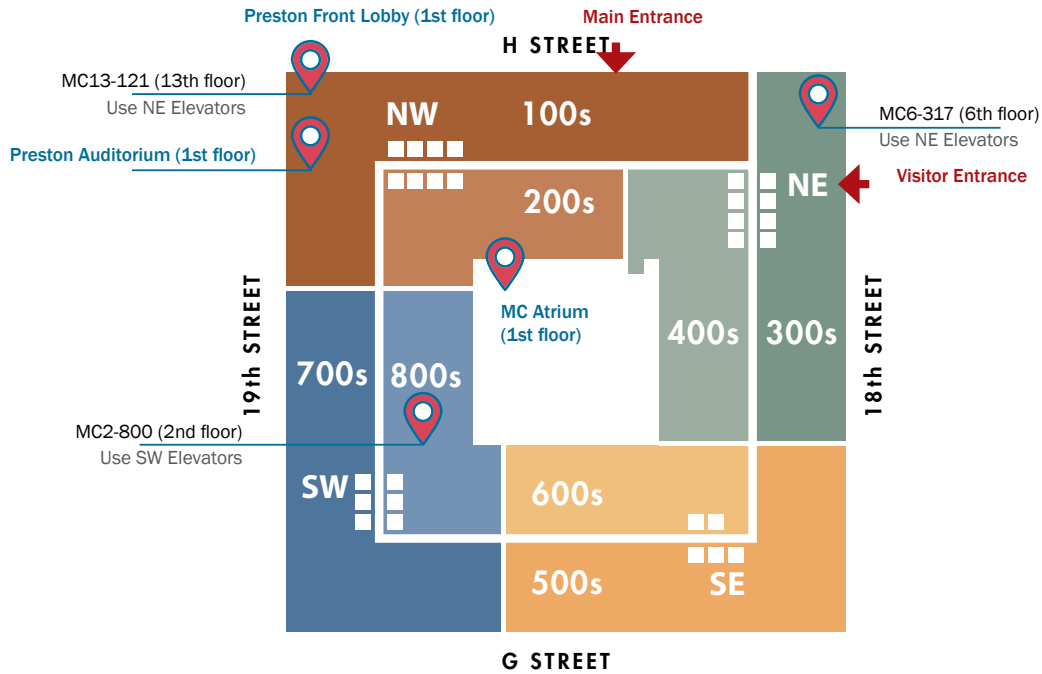 Preston Front Lobby (1st floor)
Main Entrance
H STREET
MC13-121 (13th floor)
Use NE Elevators
NW
100s
MC6-317 (6th floor)
Use NE Elevators
Preston Auditorium (1st floor)
Visitor Entrance
NE
200s
MC Atrium
(1st floor)
19th STREET
18th STREET
400s
300s
700s
800s
MC2-800 (2nd floor)
Use SW Elevators
SW
600s
500s
SE
G STREET